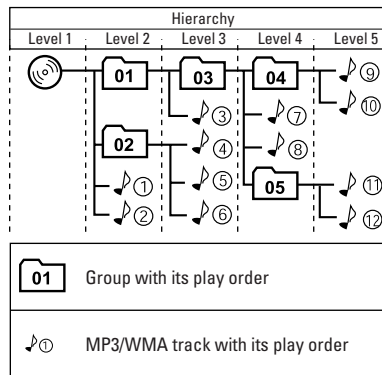 Hierarchy
Level 1 Level 2 Level 3 Level 4 Level 5
01 03 04 ⑨
③ ⑦ ⑩
02 ④ ⑧
① ⑤ 05 ⑪
② ⑥ ⑫
01 Group with its play order
① MP3/WMA track with its play order